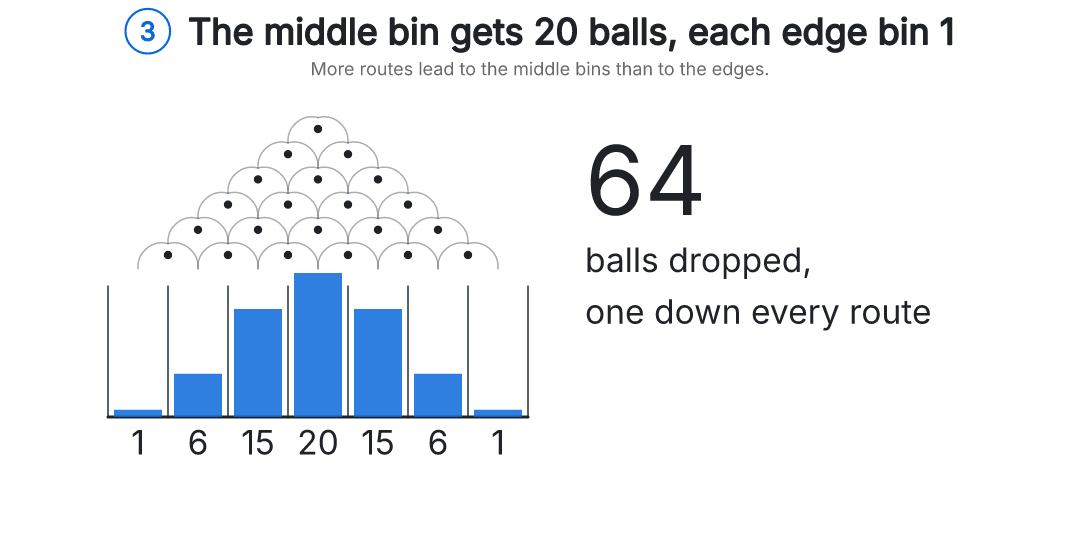 3 The middle bin gets 20 balls, each edge bin 1
More routes lead to the middle bins than to the edges.
64
balls dropped,
one down every route
1 6 15 20 15 6 1